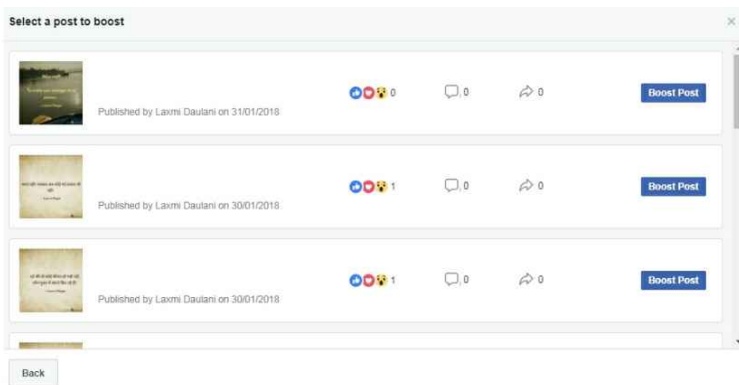 Select a post to boost
Published by Laxmi Daulani on 31/01/2018
0
0
0
Boost Post
Published by Laxmi Daulani on 30/01/2018
1
0
0
Boost Post
Published by Laxmi Daulani on 30/01/2018
1
0
0
Boost Post
Back